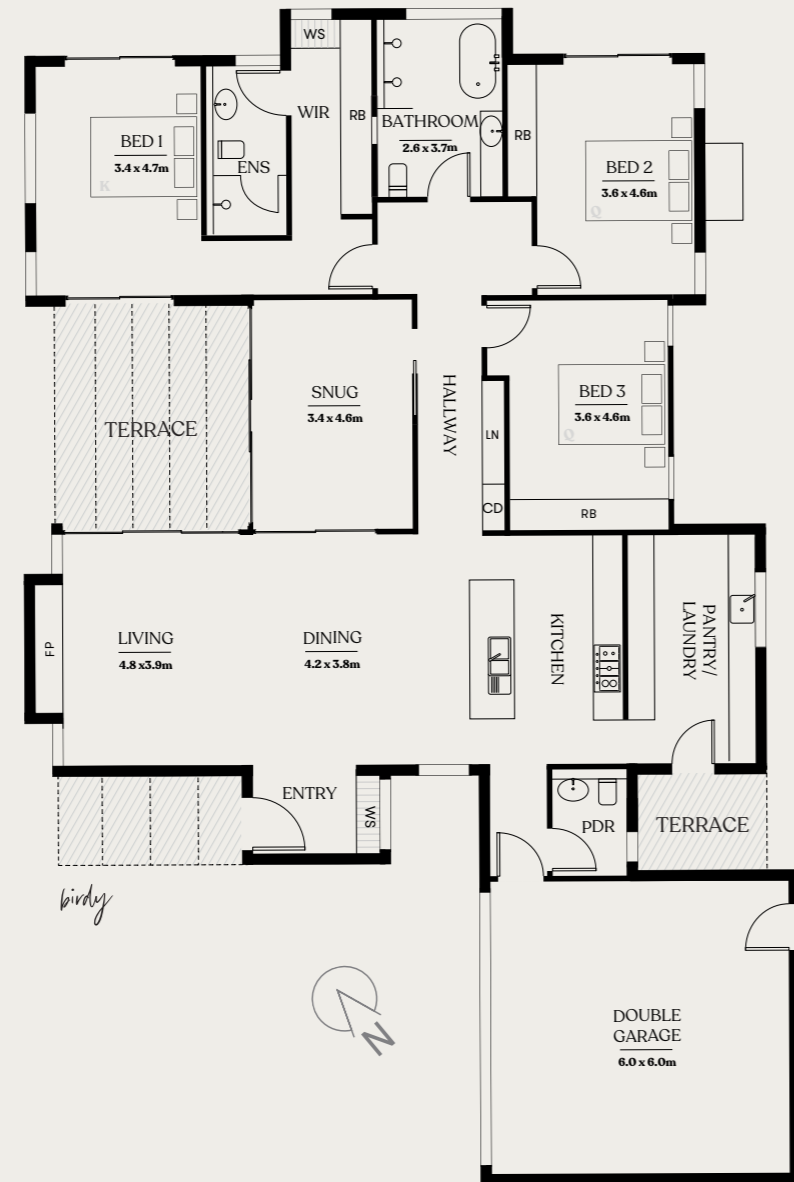 WS
BED 1
3.4 x 4.7m
K
ENS
WIR
RB
BATHROOM
2.6 x 3.7m
RB
BED 2
3.6 x 4.6m
Q
TERRACE
SNUG
3.4 x 4.6m
HALLWAY
LN
CD
BED 3
3.6 x 4.6m
Q
RB
FP
LIVING
4.8 x3.9m
DINING
4.2 x 3.8m
KITCHEN
PANTRY/
LAUNDRY
ENTRY
WS
PDR
TERRACE
birdy
N
DOUBLE
GARAGE
6.0 x 6.0m